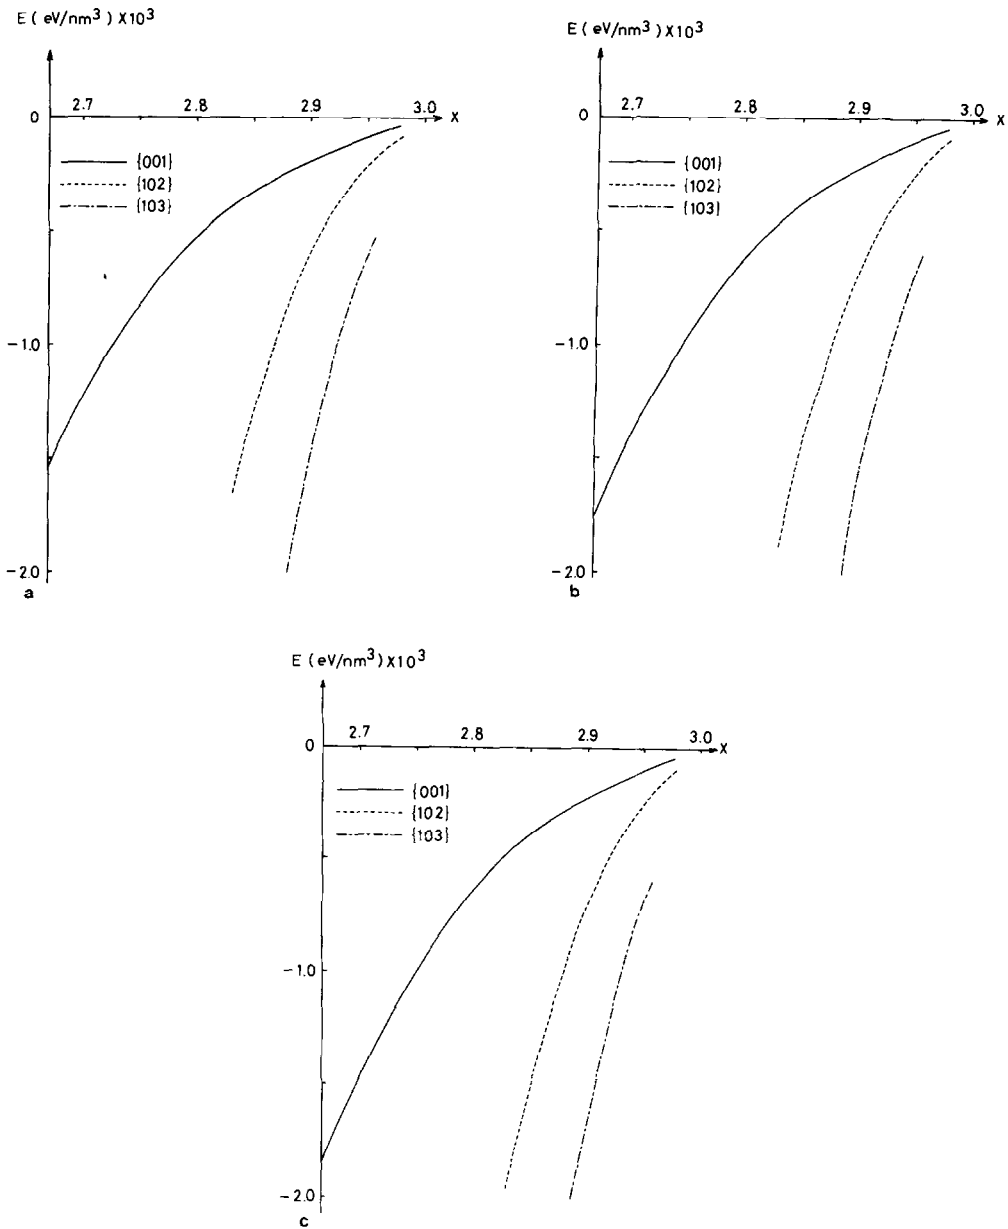 E (eV/nm³) X10³
2.7 2.8 2.9 3.0
0 X
{001}
{102}
{103}
-1.0
-2.0
a
E (eV/nm³) X10³
2.7 2.8 2.9 3.0
0 X
{001}
{102}
{103}
-1.0
-2.0
b
E (eV/nm³) X10³
2.7 2.8 2.9 3.0
0 X
{001}
{102}
{103}
-1.0
-2.0
c